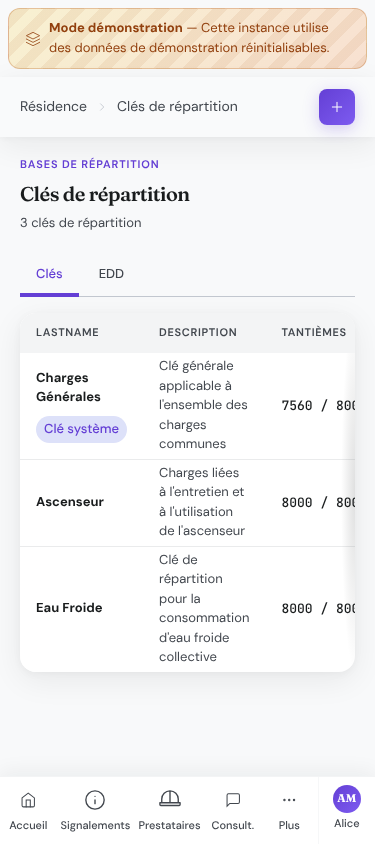 Mode démonstration — Cette instance utilise
des données de démonstration réinitialisables.
Résidence > Clés de répartition
BASES DE RÉPARTITION
Clés de répartition
3 clés de répartition
Clés EDD
LASTNAME DESCRIPTION TANTIÈMES
Charges
Générales
Clé système
Clé générale
applicable à
l'ensemble des
charges
communes
7560 / 800
Ascenseur
Charges liées
à l'entretien et
à l'utilisation
de l'ascenseur
8000 / 800
Eau Froide
Clé de
répartition
pour la
consommation
d'eau froide
collective
8000 / 800
AM
Accueil Signalements Prestataires Consult. Plus Alice